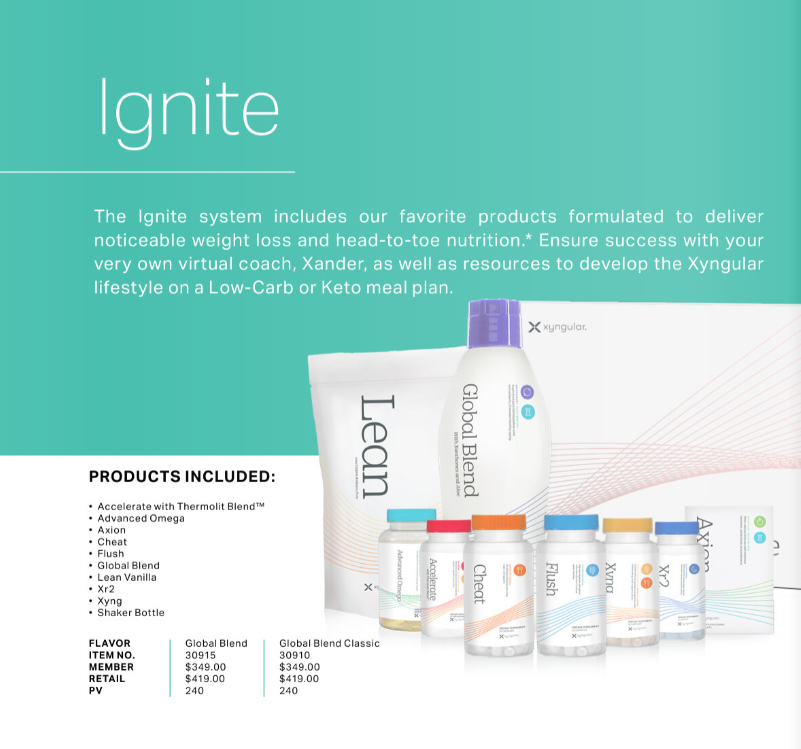 Ignite
The Ignite system includes our favorite products formulated to deliver
noticeable weight loss and head-to-toe nutrition.* Ensure success with your
very own virtual coach, Xander, as well as resources to develop the Xyngular
lifestyle on a Low-Carb or Keto meal plan.
xyngular.
Lean
Global Blend
With Xanthones and Aloe
Advanced Omega
Accelerate
Cheat
Flush
Xyng
Xr2
Axion
PRODUCTS INCLUDED:
• Accelerate with Thermolit Blend™
• Advanced Omega
• Axion
• Cheat
• Flush
• Global Blend
• Lean Vanilla
• Xr2
• Xyng
• Shaker Bottle
FLAVOR Global Blend Global Blend Classic
ITEM NO. 30915 30910
MEMBER $349.00 $349.00
RETAIL $419.00 $419.00
PV 240 240